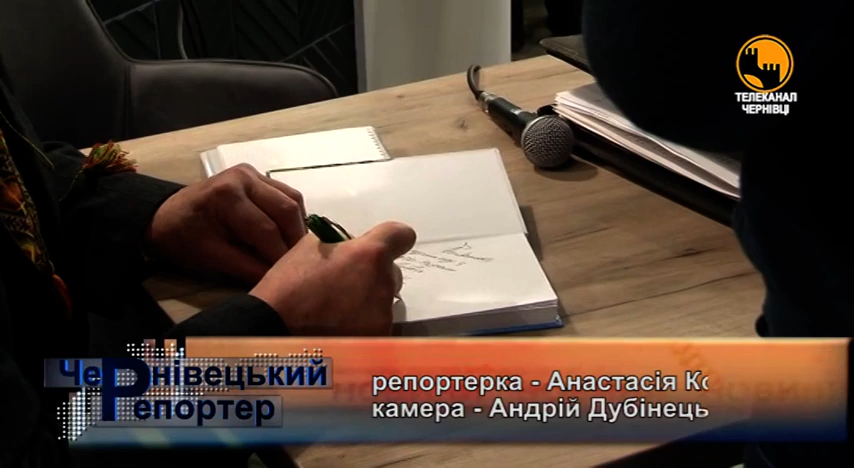 ТЕЛЕКАНАЛ
ЧЕРНІВЦІ
Чернівецький
Репортер
репортерка - Анастасія Ко
камера - Андрій Дубінець